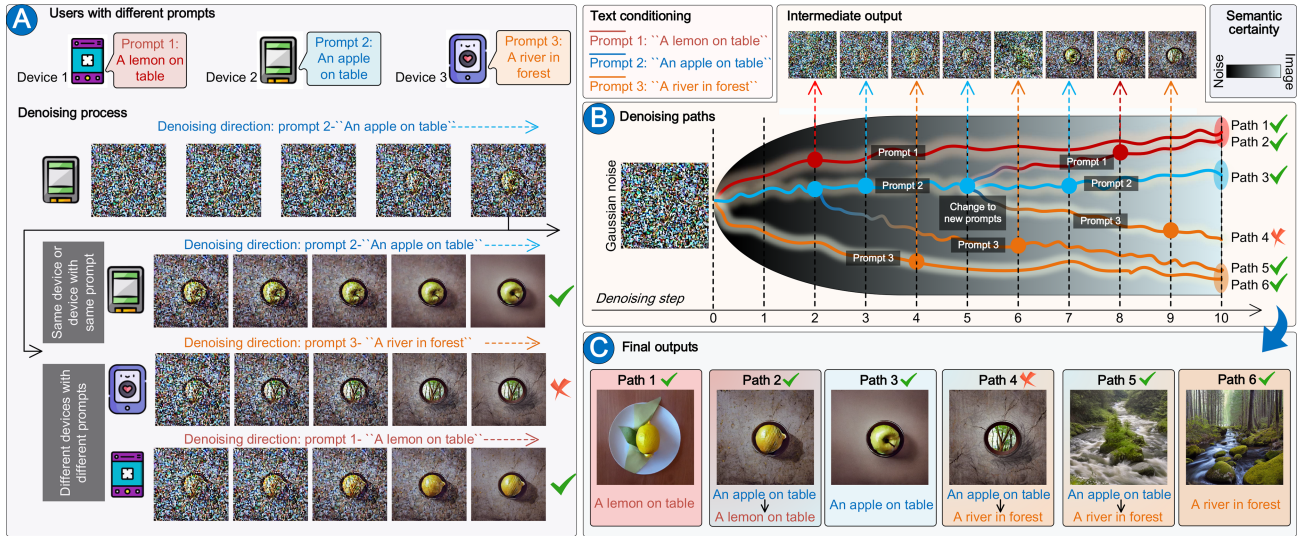 A
Users with different prompts
Device 1
Prompt 1:
A lemon on
table
Device 2
Prompt 2:
An apple
on table
Device 3
Prompt 3:
A river in
forest
Denoising process
Denoising direction: prompt 2-``An apple on table``
Same device or
device with
same prompt
Denoising direction: prompt 2-``An apple on table``
Different devices with
different prompts
Denoising direction: prompt 3- ``A river in forest``
Denoising direction: prompt 1- ``A lemon on table``
Text conditioning
Prompt 1: ``A lemon on table``
Prompt 2: ``An apple on table``
Prompt 3: ``A river in forest``
Intermediate output
Semantic
certainty
Noise
Image
B
Denoising paths
Gaussian noise
Prompt 1
Prompt 1
Prompt 2
Prompt 2
Change to
new prompts
Prompt 3
Prompt 3
Prompt 3
Path 1
Path 2
Path 3
Path 4
Path 5
Path 6
Denoising step
0 1 2 3 4 5 6 7 8 9 10
C
Final outputs
Path 1
A lemon on table
Path 2
An apple on table
A lemon on table
Path 3
An apple on table
Path 4
An apple on table
A river in forest
Path 5
An apple on table
A river in forest
Path 6
A river in forest